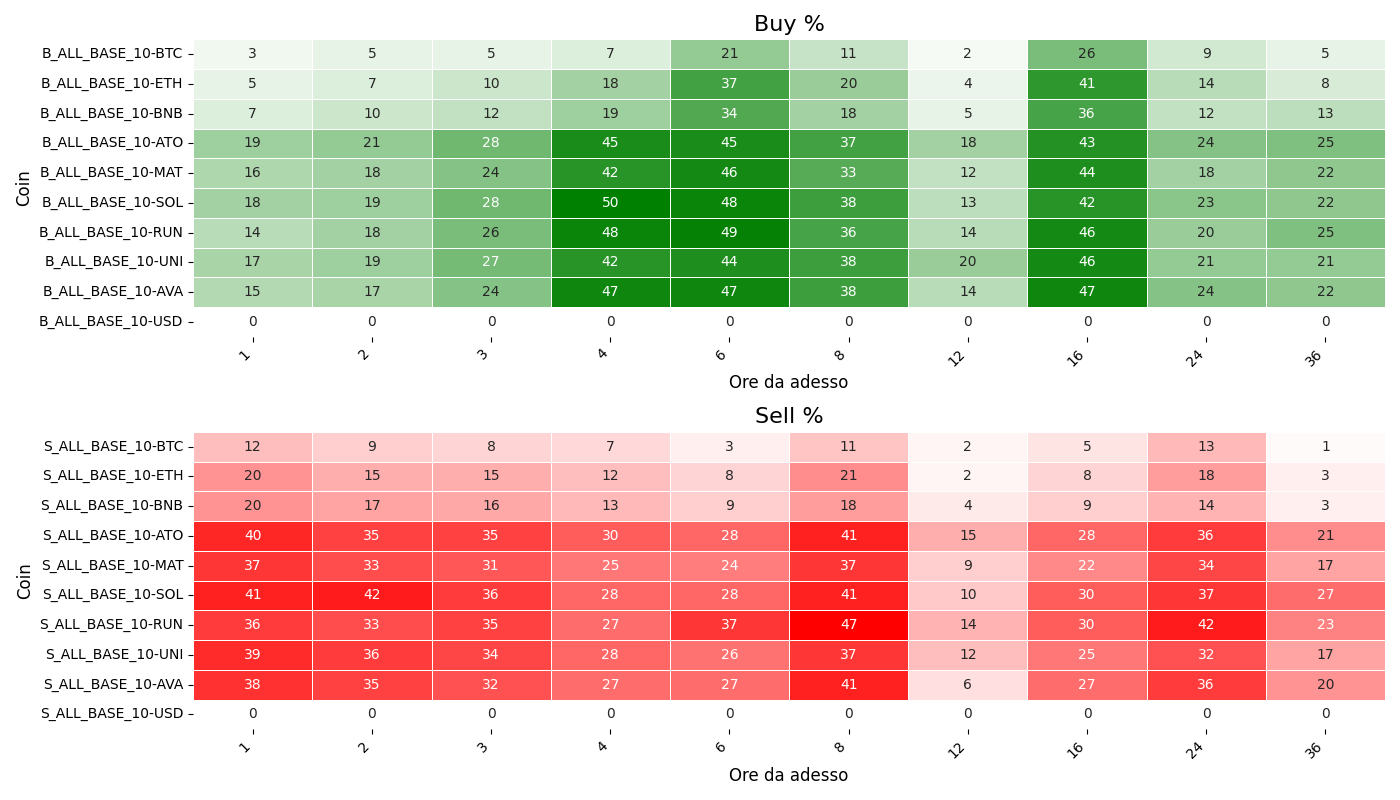 Buy %
Coin
B_ALL_BASE_10-BTC 3 5 5 7 21 11 2 26 9 5
B_ALL_BASE_10-ETH 5 7 10 18 37 20 4 41 14 8
B_ALL_BASE_10-BNB 7 10 12 19 34 18 5 36 12 13
B_ALL_BASE_10-ATO 19 21 28 45 45 37 18 43 24 25
B_ALL_BASE_10-MAT 16 18 24 42 46 33 12 44 18 22
B_ALL_BASE_10-SOL 18 19 28 50 48 38 13 42 23 22
B_ALL_BASE_10-RUN 14 18 26 48 49 36 14 46 20 25
B_ALL_BASE_10-UNI 17 19 27 42 44 38 20 46 21 21
B_ALL_BASE_10-AVA 15 17 24 47 47 38 14 47 24 22
B_ALL_BASE_10-USD 0 0 0 0 0 0 0 0 0 0
1 2 3 4 6 8 12 16 24 36
Ore da adesso
Sell %
Coin
S_ALL_BASE_10-BTC 12 9 8 7 3 11 2 5 13 1
S_ALL_BASE_10-ETH 20 15 15 12 8 21 2 8 18 3
S_ALL_BASE_10-BNB 20 17 16 13 9 18 4 9 14 3
S_ALL_BASE_10-ATO 40 35 35 30 28 41 15 28 36 21
S_ALL_BASE_10-MAT 37 33 31 25 24 37 9 22 34 17
S_ALL_BASE_10-SOL 41 42 36 28 28 41 10 30 37 27
S_ALL_BASE_10-RUN 36 33 35 27 37 47 14 30 42 23
S_ALL_BASE_10-UNI 39 36 34 28 26 37 12 25 32 17
S_ALL_BASE_10-AVA 38 35 32 27 27 41 6 27 36 20
S_ALL_BASE_10-USD 0 0 0 0 0 0 0 0 0 0
1 2 3 4 6 8 12 16 24 36
Ore da adesso